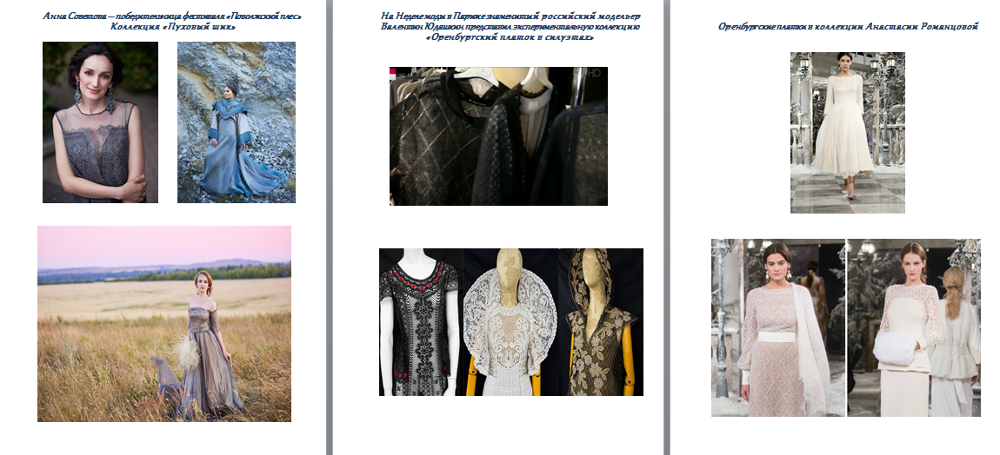 Анна Советова – победительница фестиваля «Поволжский плес»
Коллекция «Пуховый шик»
На Неделе моды в Париже знаменитый российский модельер
Валентин Юдашкин представил экспериментальную коллекцию
«Оренбургский платок в силуэтах»
HD
Оренбургские платки в коллекции Анастасии Романцовой